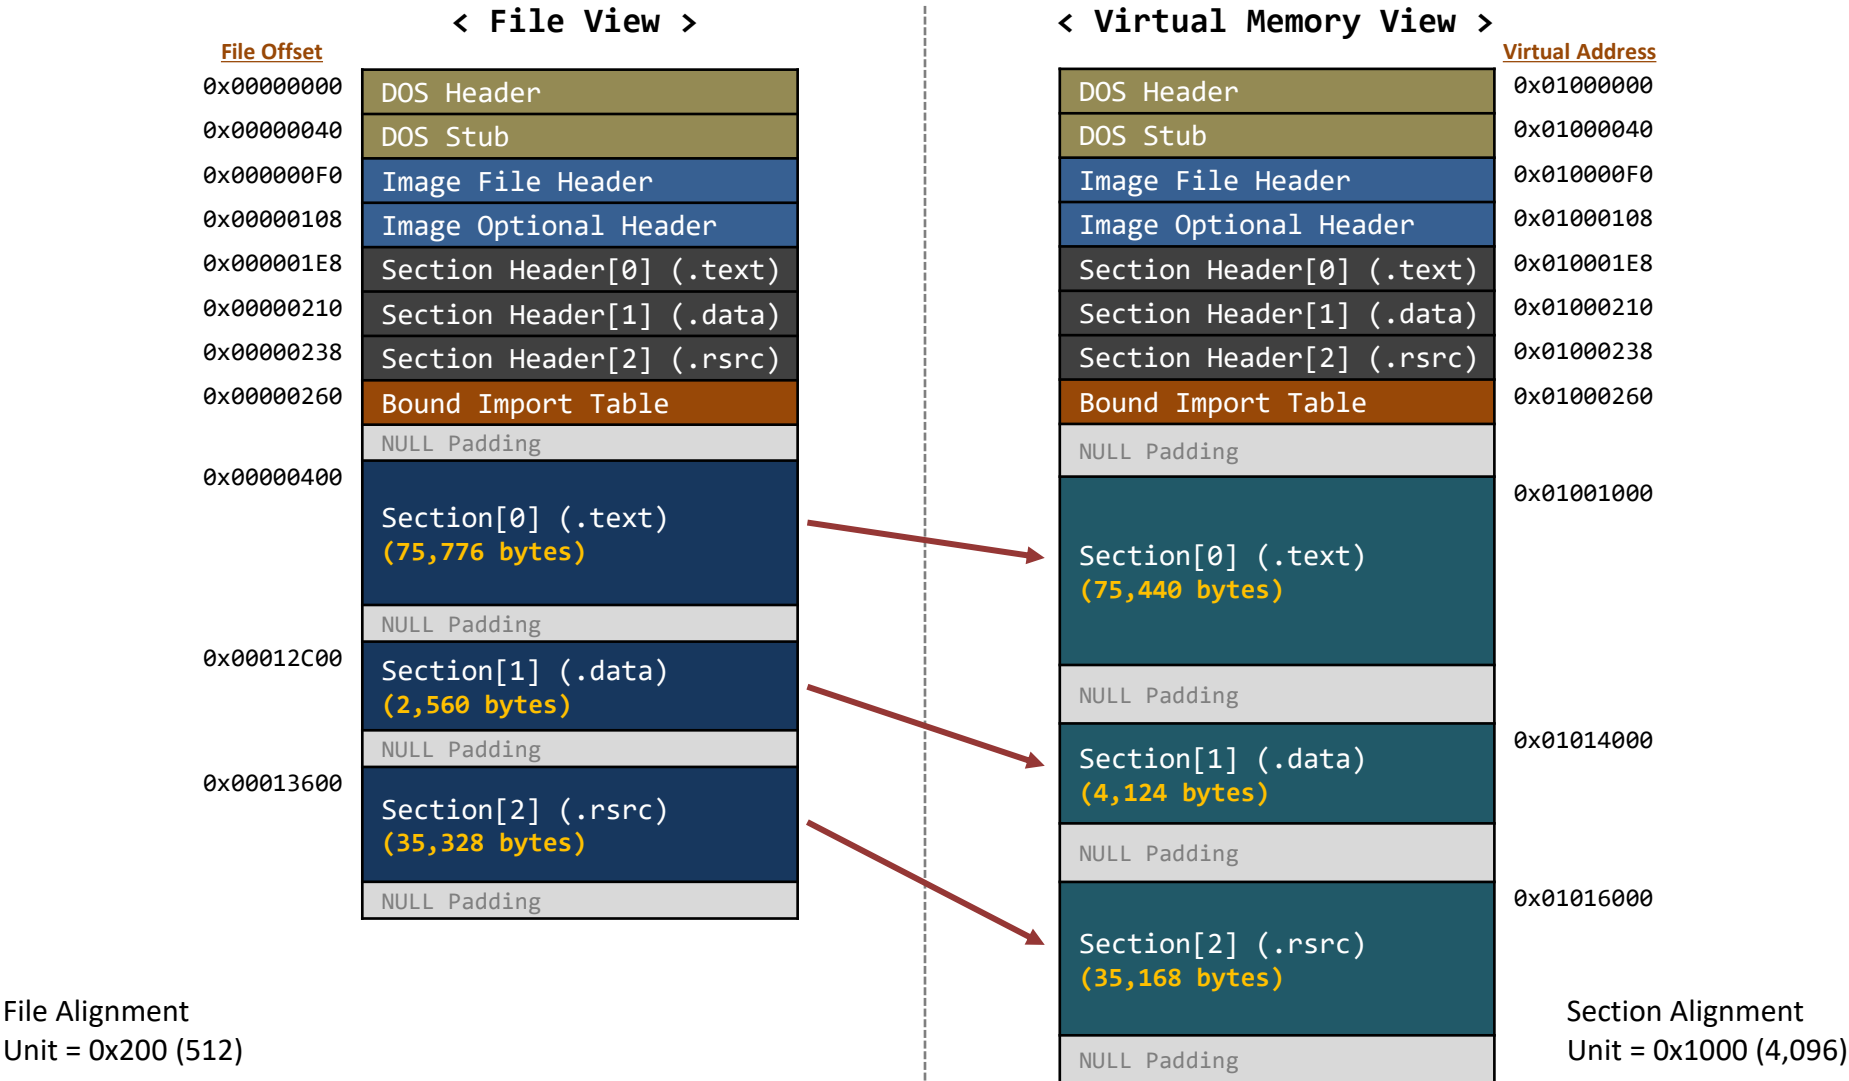 < File View >
File Offset
0x00000000
DOS Header
0x00000040
DOS Stub
0x000000F0
Image File Header
0x00000108
Image Optional Header
0x000001E8
Section Header[0] (.text)
0x00000210
Section Header[1] (.data)
0x00000238
Section Header[2] (.rsrc)
0x00000260
Bound Import Table
NULL Padding
0x00000400
Section[0] (.text)
(75,776 bytes)
NULL Padding
0x00012C00
Section[1] (.data)
(2,560 bytes)
NULL Padding
0x00013600
Section[2] (.rsrc)
(35,328 bytes)
NULL Padding
File Alignment
Unit = 0x200 (512)
< Virtual Memory View >
Virtual Address
DOS Header
0x01000000
DOS Stub
0x01000040
Image File Header
0x010000F0
Image Optional Header
0x01000108
Section Header[0] (.text)
0x010001E8
Section Header[1] (.data)
0x01000210
Section Header[2] (.rsrc)
0x01000238
Bound Import Table
0x01000260
NULL Padding
0x01001000
Section[0] (.text)
(75,440 bytes)
NULL Padding
0x01014000
Section[1] (.data)
(4,124 bytes)
NULL Padding
0x01016000
Section[2] (.rsrc)
(35,168 bytes)
NULL Padding
Section Alignment
Unit = 0x1000 (4,096)